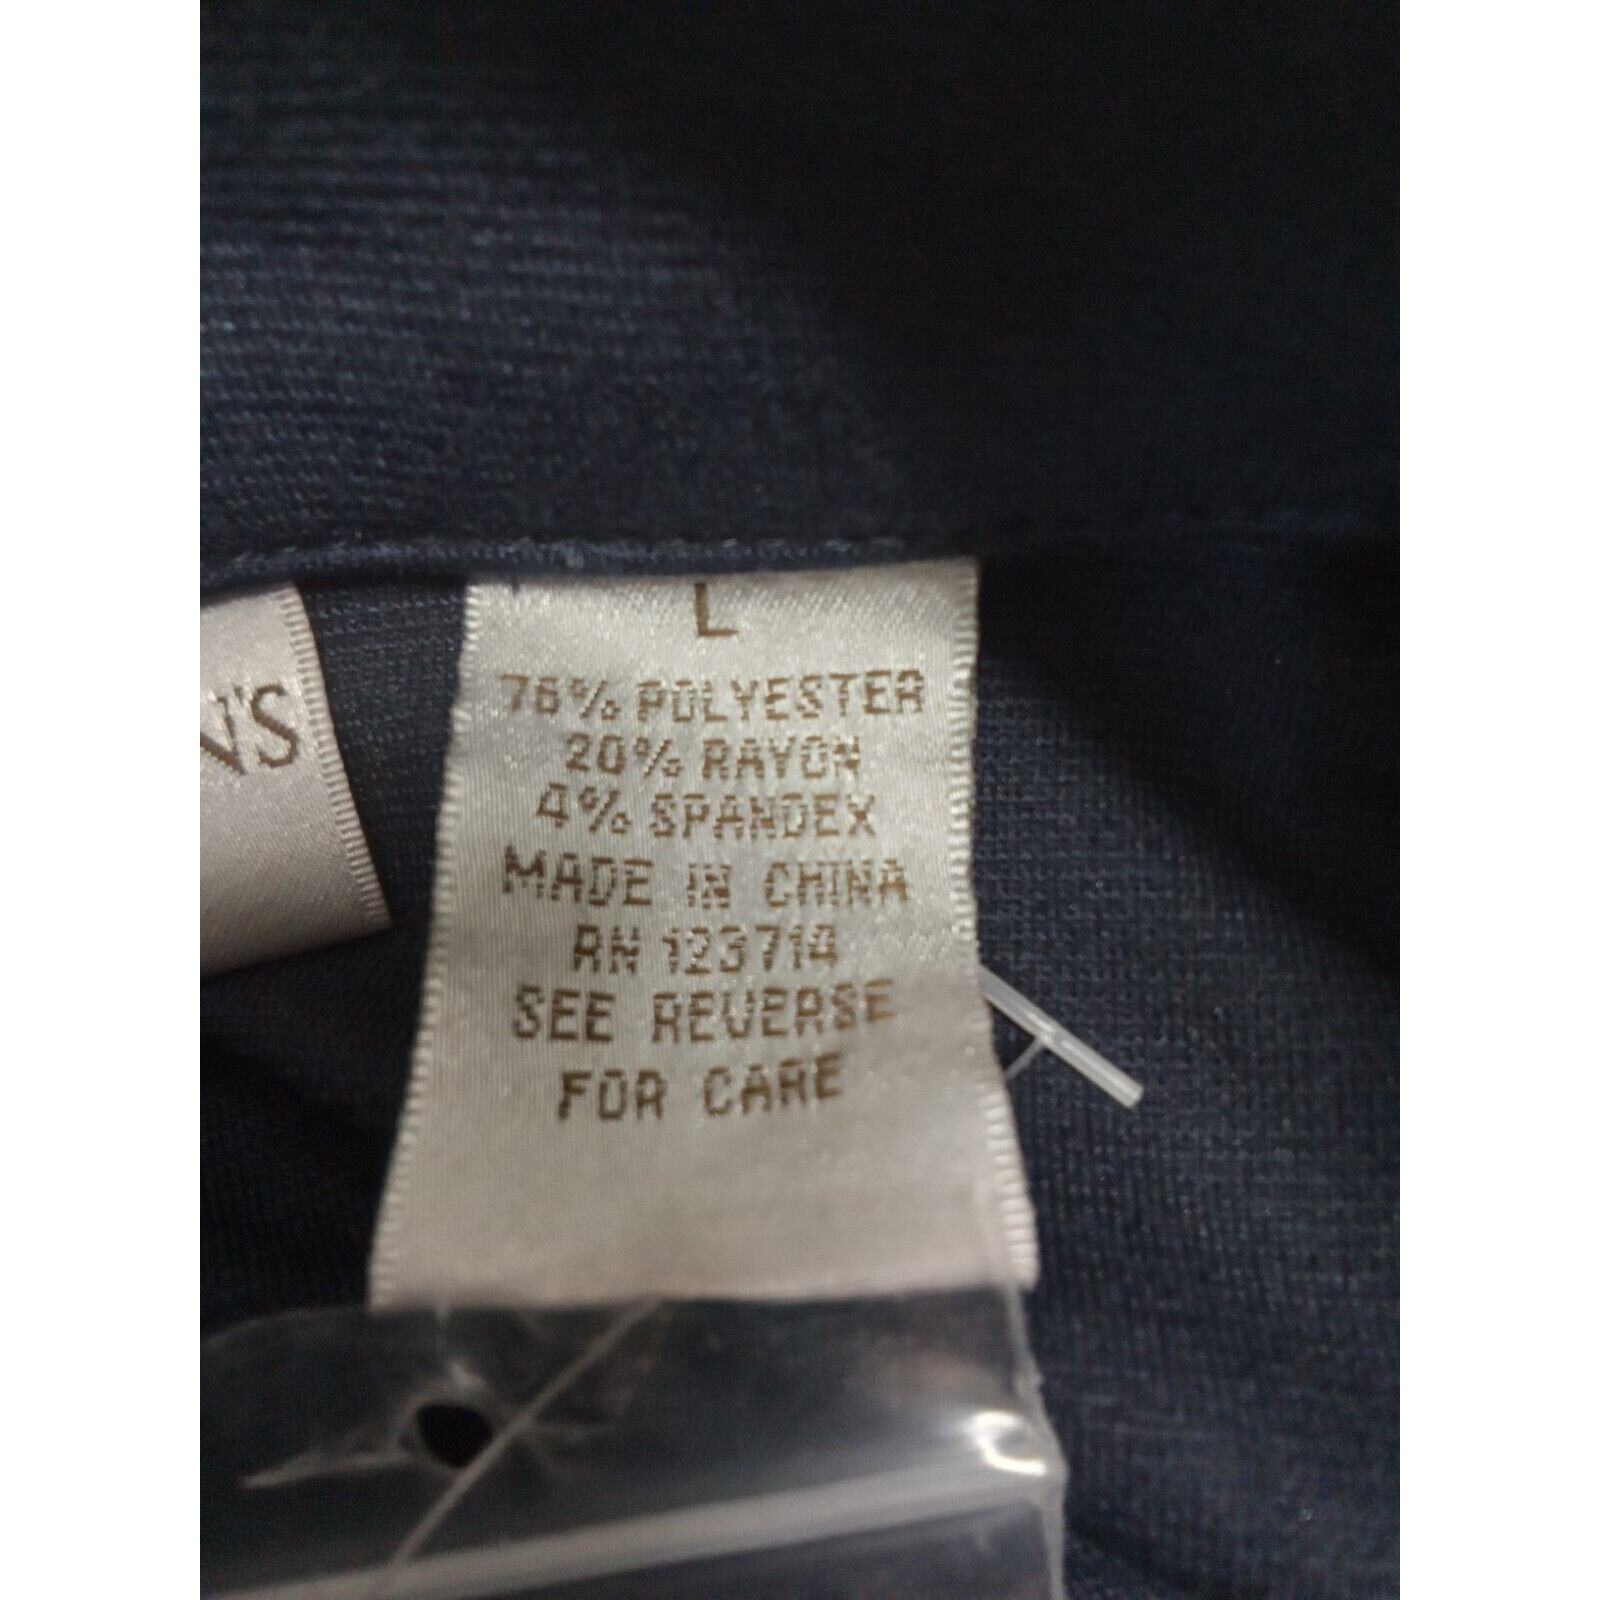 L
76% POLYESTER
20% RAYON
4% SPANDEX
MADE IN CHINA
RN 123714
SEE REVERSE
FOR CARE
N'S